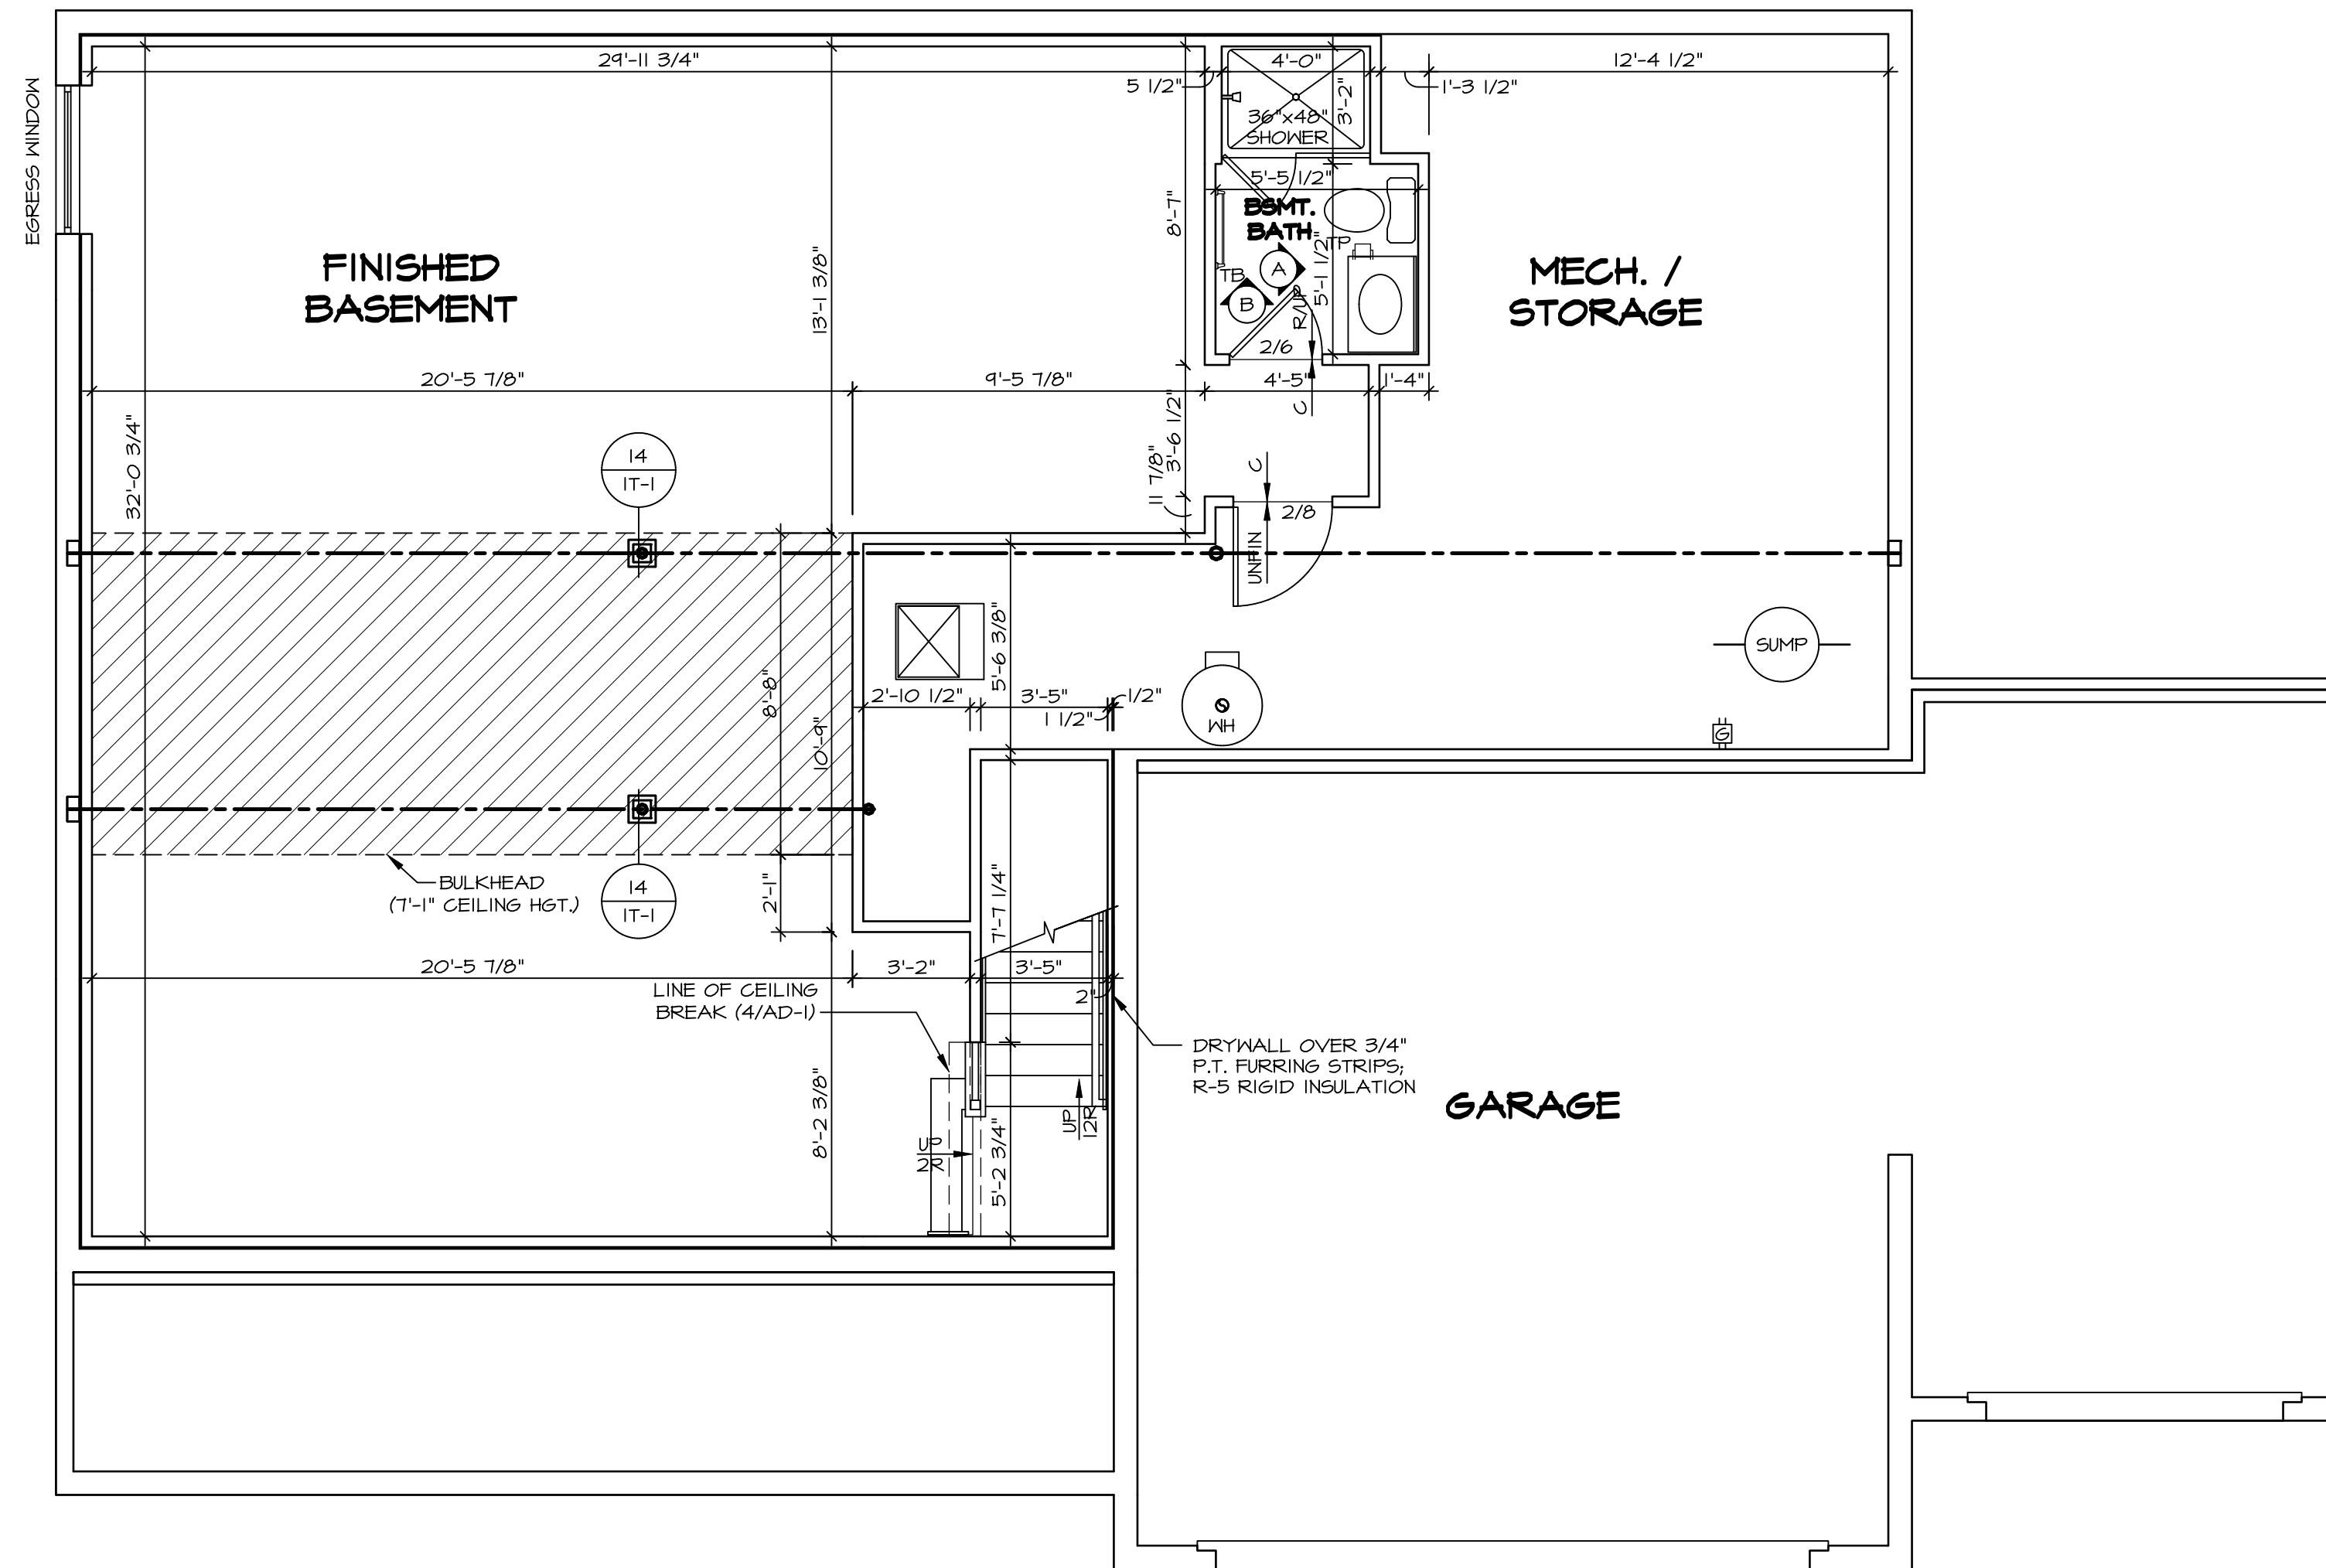 29'-11 3/4"
4'-0"
12'-4 1/2"
5 1/2"
1'-3 1/2"
EGRESS WINDOW
3'-2"
36"x48"
SHOWER
5'-5 1/2"
8'-7"
BSMT.
BATH
TP
TB
A
B
5'-1 1/2"
R/UP
2/6
FINISHED
BASEMENT
13'-1 3/8"
MECH. /
STORAGE
20'-5 7/8"
9'-5 7/8"
4'-5"
1'-4"
C
32'-0 3/4"
3'-6 1/2"
11 7/8"
14
1T-1
C
2/8
UNFIN
5'-6 3/8"
SUMP
8'-8"
2'-10 1/2"
3'-5"
1/2"
1 1/2"
WH
G
10'-9"
BULKHEAD
(7'-1" CEILING HGT.)
14
1T-1
2'-1"
7'-7 1/4"
20'-5 7/8"
3'-2"
3'-5"
2"
LINE OF CEILING
BREAK (4/AD-1)
DRYWALL OVER 3/4"
P.T. FURRING STRIPS;
R-5 RIGID INSULATION
GARAGE
8'-2 3/8"
UP
2R
5'-2 3/4"
UP
12R